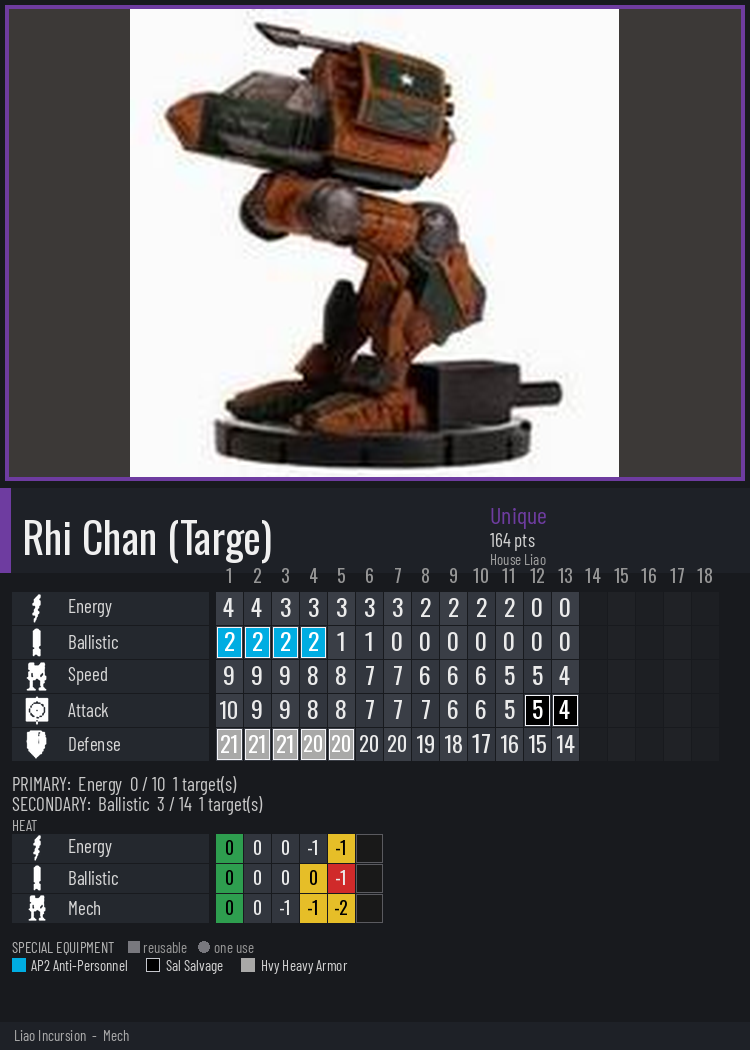 Rhi Chan (Targe)
Unique
164 pts
House Liao
1 2 3 4 5 6 7 8 9 10 11 12 13 14 15 16 17 18
Energy 4 4 3 3 3 3 3 2 2 2 2 0 0
Ballistic 2 2 2 2 1 1 0 0 0 0 0 0 0
Speed 9 9 9 8 8 7 7 6 6 6 5 5 4
Attack 10 9 9 8 8 7 7 7 6 6 5 5 4
Defense 21 21 21 20 20 20 20 19 18 17 16 15 14
PRIMARY: Energy 0 / 10 1 target(s)
SECONDARY: Ballistic 3 / 14 1 target(s)
HEAT
Energy 0 0 0 -1 -1
Ballistic 0 0 0 0 -1
Mech 0 0 -1 -1 -2
SPECIAL EQUIPMENT reusable one use
AP2 Anti-Personnel Sal Salvage Hvy Heavy Armor
Liao Incursion - Mech